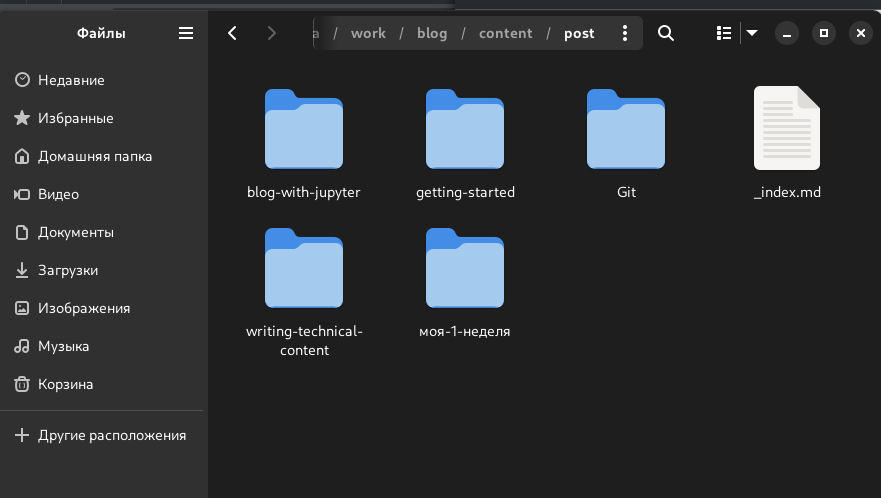 Файлы
a / work / blog / content / post
Недавние
Избранные
Домашняя папка
Видео
Документы
Загрузки
Изображения
Музыка
Корзина
Другие расположения
blog-with-jupyter
getting-started
Git
_index.md
writing-technical-
content
моя-1-неделя